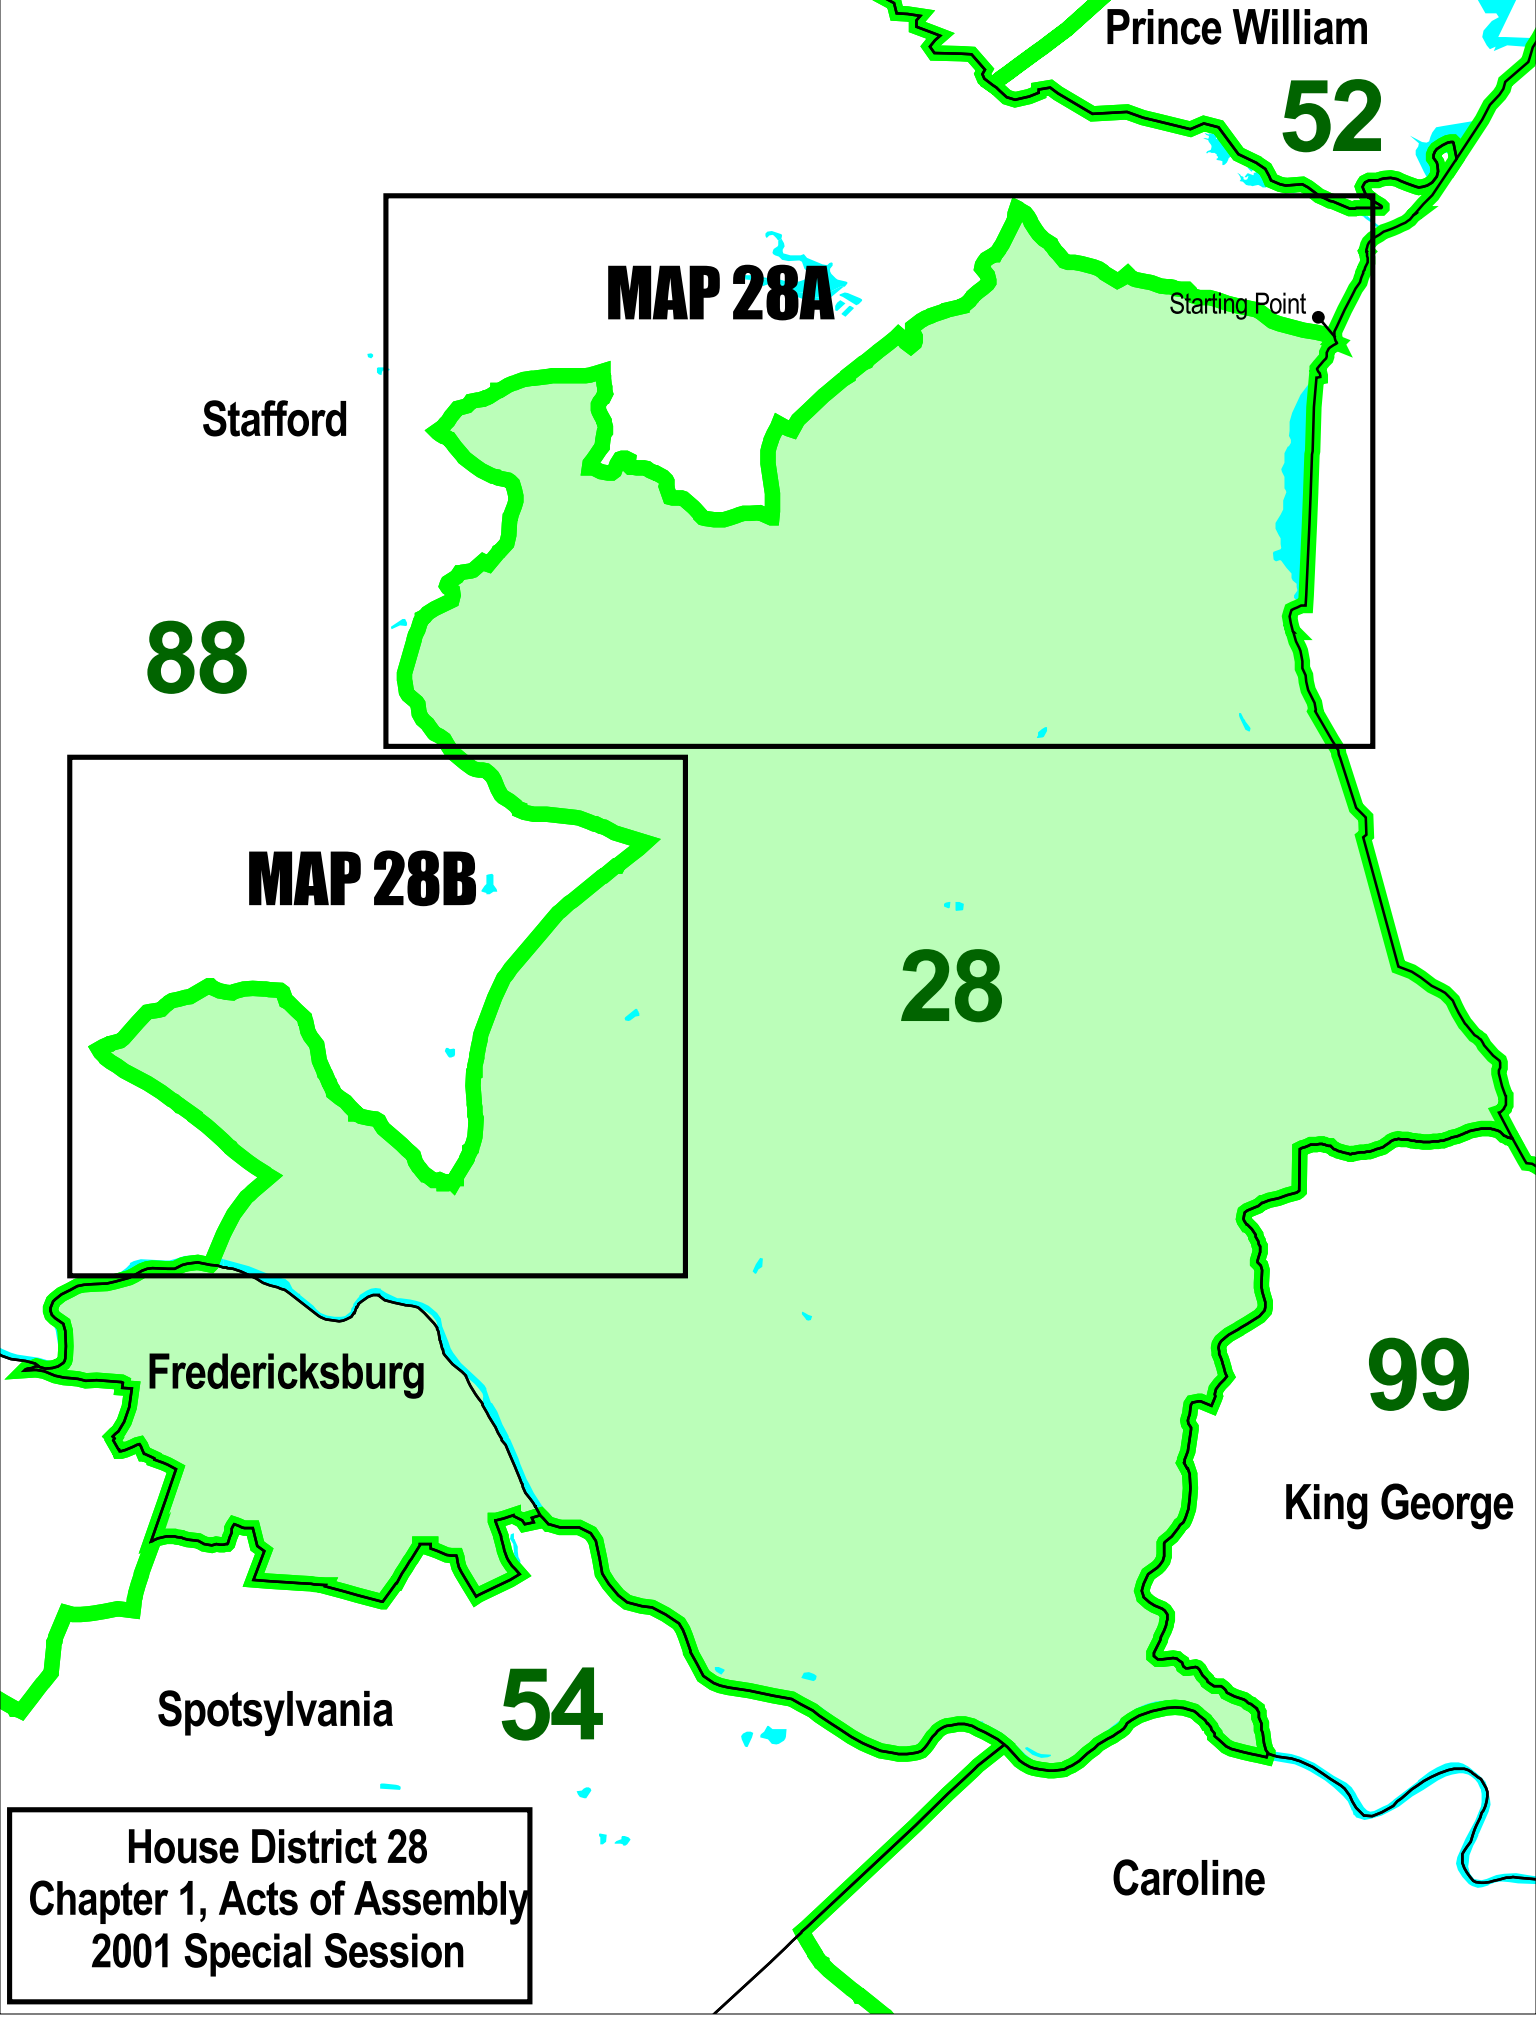 Prince William
52
MAP 28A
Starting Point
Stafford
88
MAP 28B
28
99
Fredericksburg
King George
54
Spotsylvania
House District 28
Chapter 1, Acts of Assembly
2001 Special Session
Caroline